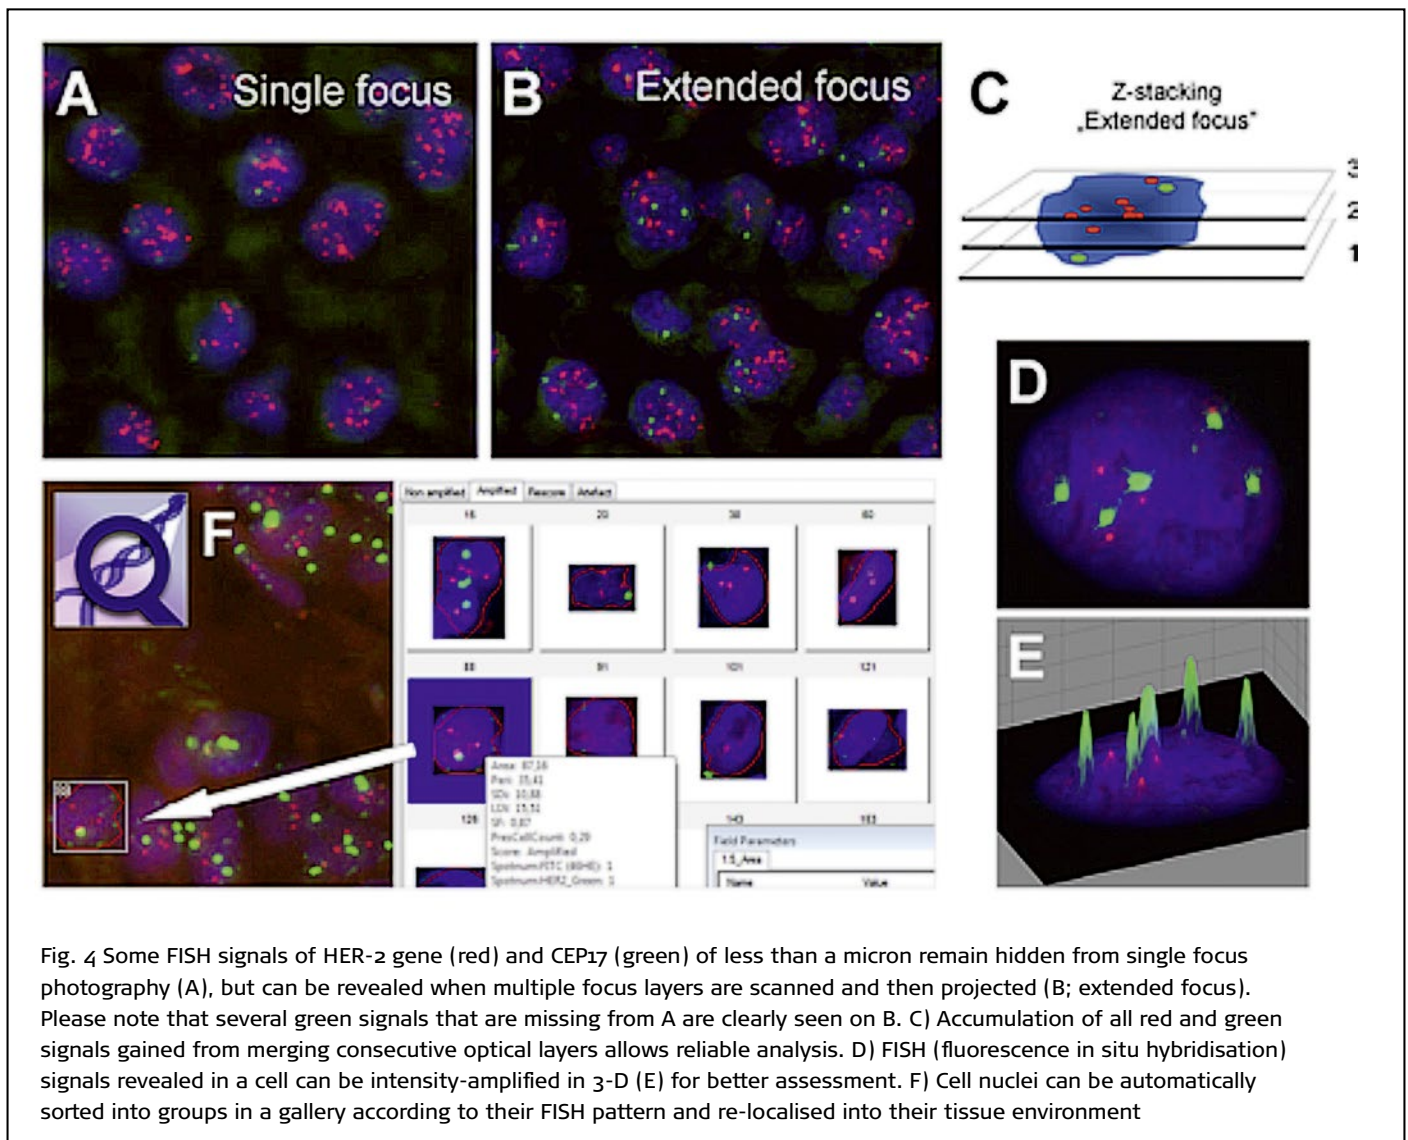 A
Single focus
B
Extended focus
C
Z-stacking
„Extended focus"
3
2
1
D
E
F
Non amplified Amplified Rescore Artefact
Area:
Score: Amplified
Field Parameters
Name Value
Fig. 4 Some FISH signals of HER-2 gene (red) and CEP17 (green) of less than a micron remain hidden from single focus
photography (A), but can be revealed when multiple focus layers are scanned and then projected (B; extended focus).
Please note that several green signals that are missing from A are clearly seen on B. C) Accumulation of all red and green
signals gained from merging consecutive optical layers allows reliable analysis. D) FISH (fluorescence in situ hybridisation)
signals revealed in a cell can be intensity-amplified in 3-D (E) for better assessment. F) Cell nuclei can be automatically
sorted into groups in a gallery according to their FISH pattern and re-localised into their tissue environment